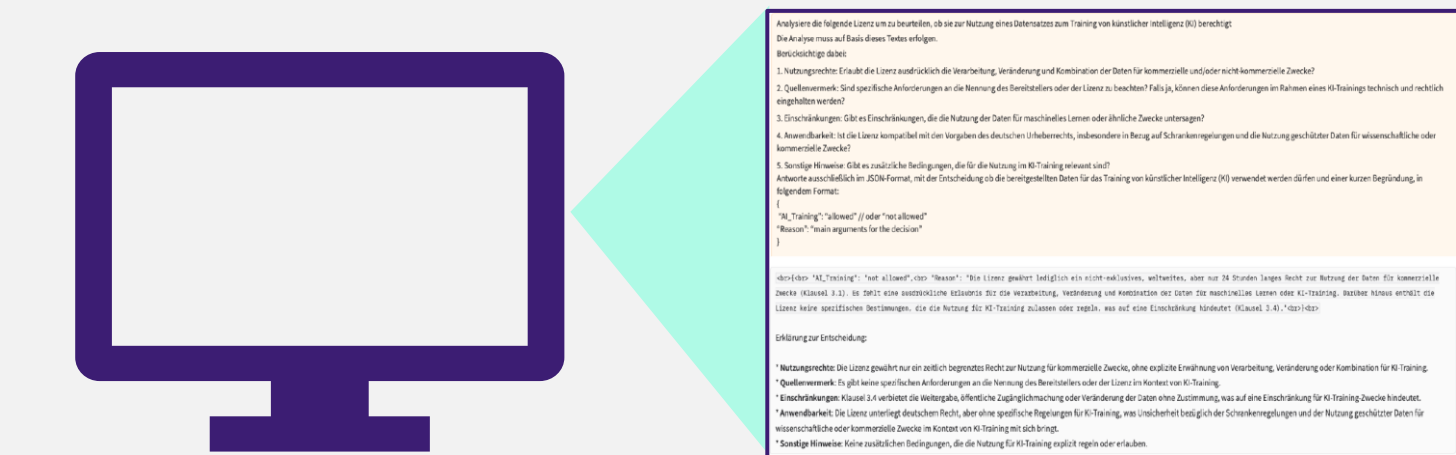 Analysiere die folgende Lizenz um zu beurteilen, ob sie zur Nutzung eines Datensatzes zum Training von künstlicher Intelligenz (KI) berechtigt
Die Analyse muss auf Basis dieses Textes erfolgen.
Berücksichtige dabei:
1. Nutzungsrechte: Erlaubt die Lizenz ausdrücklich die Verarbeitung, Veränderung und Kombination der Daten für kommerzielle und/oder nicht-kommerzielle Zwecke?
2. Quellenvermerk: Sind spezifische Anforderungen an die Nennung des Bereitstellers oder der Lizenz zu beachten? Falls ja, können diese Anforderungen im Rahmen eines KI-Trainings technisch und rechtlich
eingehalten werden?
3. Einschränkungen: Gibt es Einschränkungen, die die Nutzung der Daten für maschinelles Lernen oder ähnliche Zwecke untersagen?
4. Anwendbarkeit: Ist die Lizenz kompatibel mit den Vorgaben des deutschen Urheberrechts, insbesondere in Bezug auf Schrankenregelungen und die Nutzung geschützter Daten für wissenschaftliche oder
kommerzielle Zwecke?
5. Sonstige Hinweise: Gibt es zusätzliche Bedingungen, die für die Nutzung im KI-Training relevant sind?
Antworte ausschließlich im JSON-Format, mit der Entscheidung ob die bereitgestellten Daten für das Training von künstlicher Intelligenz (KI) verwendet werden dürfen und einer kurzen Begründung, in
folgendem Format:
{
"AI_Training": "allowed" // oder "not allowed"
"Reason": "main arguments for the decision"
}
<br>{<br> "AI_Training": "not allowed",<br> "Reason": "Die Lizenz gewährt lediglich ein nicht-exklusives, weltweites, aber nur 24 Stunden langes Recht zur Nutzung der Daten für kommerzielle
Zwecke (Klausel 3.1). Es fehlt eine ausdrückliche Erlaubnis für die Verarbeitung, Veränderung und Kombination der Daten für maschinelles Lernen oder KI-Training. Darüber hinaus enthält die
Lizenz keine spezifischen Bestimmungen, die die Nutzung für KI-Training zulassen oder regeln, was auf eine Einschränkung hindeutet (Klausel 3.4)."<br>}<br>
Erklärung zur Entscheidung:
* Nutzungsrechte: Die Lizenz gewährt nur ein zeitlich begrenztes Recht zur Nutzung für kommerzielle Zwecke, ohne explizite Erwähnung von Verarbeitung, Veränderung oder Kombination für KI-Training.
* Quellenvermerk: Es gibt keine spezifischen Anforderungen an die Nennung des Bereitstellers oder der Lizenz im Kontext von KI-Training.
* Einschränkungen: Klausel 3.4 verbietet die Weitergabe, öffentliche Zugänglichmachung oder Veränderung der Daten ohne Zustimmung, was auf eine Einschränkung für KI-Training-Zwecke hindeutet.
* Anwendbarkeit: Die Lizenz unterliegt deutschem Recht, aber ohne spezifische Regelungen für KI-Training, was Unsicherheit bezüglich der Schrankenregelungen und der Nutzung geschützter Daten für
wissenschaftliche oder kommerzielle Zwecke im Kontext von KI-Training mit sich bringt.
* Sonstige Hinweise: Keine zusätzlichen Bedingungen, die die Nutzung für KI-Training explizit regeln oder erlauben.